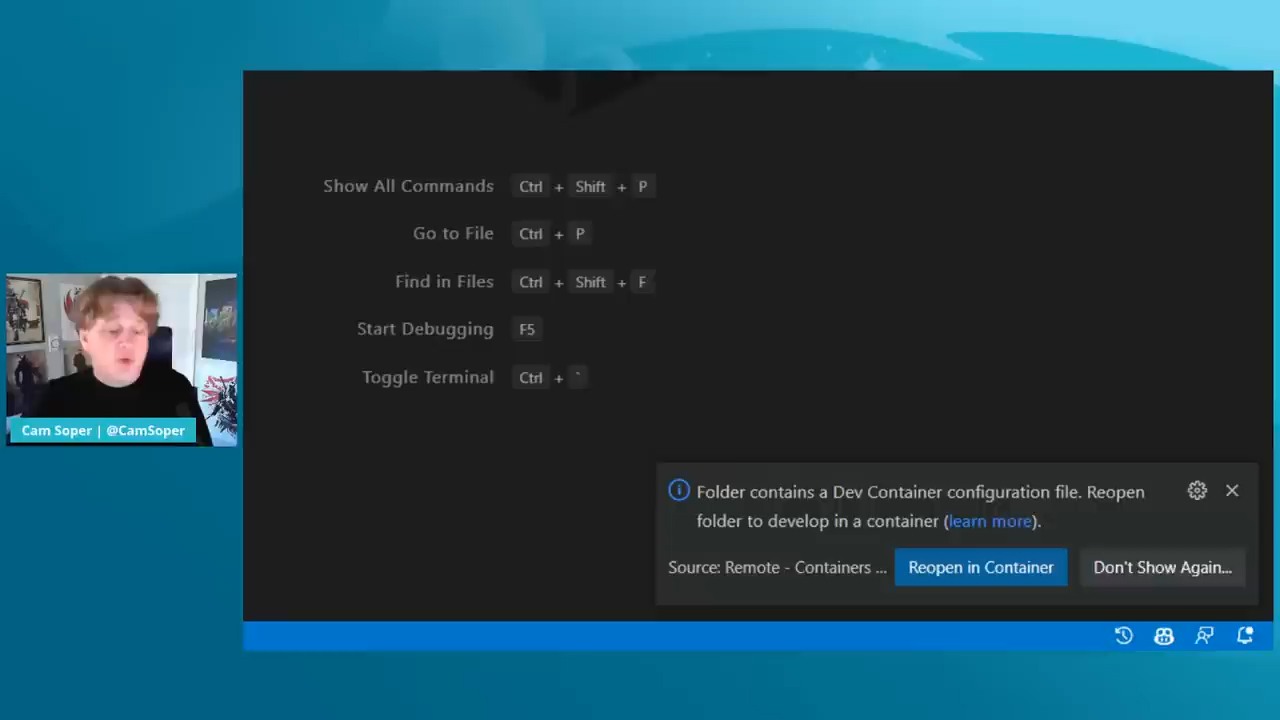 Show All Commands Ctrl + Shift + P
Go to File Ctrl + P
Find in Files Ctrl + Shift + F
Start Debugging F5
Toggle Terminal Ctrl + `
Cam Soper | @CamSoper
Folder contains a Dev Container configuration file. Reopen
folder to develop in a container (learn more).
Source: Remote - Containers ... Reopen in Container Don't Show Again...